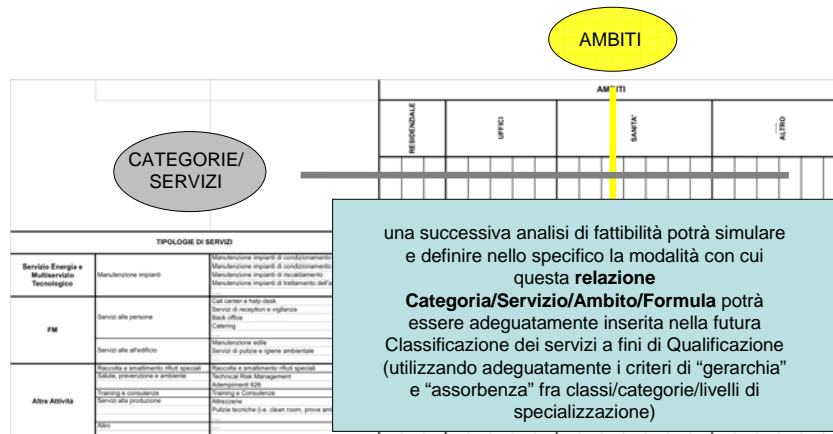 AMBITI
AMBITI
RESIDENZIALE
UFFICI
SANITA'
ALTRO
CATEGORIE/
SERVIZI
una successiva analisi di fattibilità potrà simulare
e definire nello specifico la modalità con cui
questa relazione
Categoria/Servizio/Ambito/Formula potrà
essere adeguatamente inserita nella futura
Classificazione dei servizi a fini di Qualificazione
(utilizzando adeguatamente i criteri di “gerarchia”
e “assorbenza” fra classi/categorie/livelli di
specializzazione)
TIPOLOGIE DI SERVIZI
Servizio Energia e
Multiservizio
Tecnologico
Manutenzione impianti
Manutenzione impianti di condizionamento
Manutenzione impianti di condizionamento
Manutenzione impianti di riscaldamento
Manutenzione impianti di trattamento dell'a
.....
FM
Servizi alle persone
Call center e help desk
Servizi di reception e vigilanza
Back office
Catering
....
Servizi alle all'edificio
Manutenzione edile
Servizi di pulizie e igiene ambientale
....
Altre Attività
Raccolta e smaltimento rifiuti speciali
Raccolta e smaltimento rifiuti speciali
Salute, prevenzione e ambiente
Technical Risk Management
Adempimenti 626
Training e consulenze
Training e Consulenze
Servizi alla produzione
Attrezzerie
Pulizie tecniche (i.e. clean room, prove am
....
Altro
....